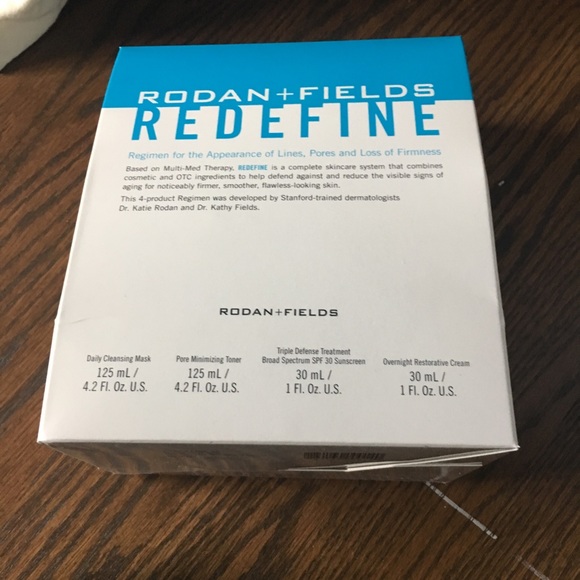 RODAN+FIELDS
REDEFINE
Regimen for the Appearance of Lines, Pores and Loss of Firmness
Based on Multi-Med Therapy, REDEFINE is a complete skincare system that combines
cosmetic and OTC ingredients to help defend against and reduce the visible signs of
aging for noticeably firmer, smoother, flawless-looking skin.
This 4-product Regimen was developed by Stanford-trained dermatologists
Dr. Katie Rodan and Dr. Kathy Fields.
RODAN+FIELDS
Daily Cleansing Mask
125 mL /
4.2 Fl. Oz. U.S.
Pore Minimizing Toner
125 mL /
4.2 Fl. Oz. U.S.
Triple Defense Treatment
Broad Spectrum SPF 30 Sunscreen
30 mL /
1 Fl. Oz. U.S.
Overnight Restorative Cream
30 mL /
1 Fl. Oz. U.S.